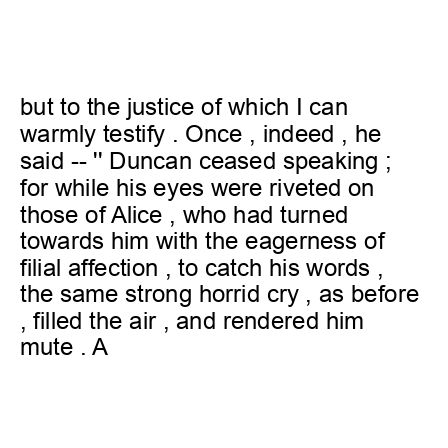 but to the justice of which I can
warmly testify . Once , indeed , he
said -- '' Duncan ceased speaking ;
for while his eyes were riveted on
those of Alice , who had turned
towards him with the eagerness of
filial affection , to catch his words ,
the same strong horrid cry , as before
, filled the air , and rendered him
mute . A